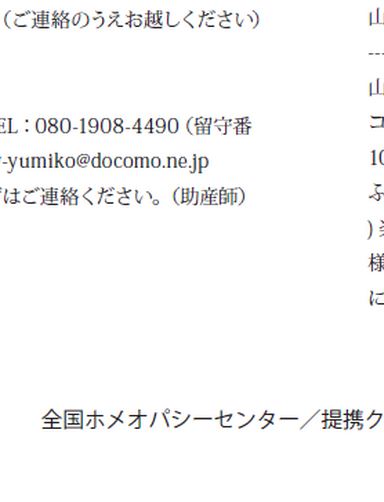 （ご連絡のうえお越しください）
EL：080-1908-4490（留守番
-yumiko@docomo.ne.jp
はご連絡ください。（助産師）
山
---
山
コ
10
ふ
）
様
に
全国ホメオパシーセンター／提携ク